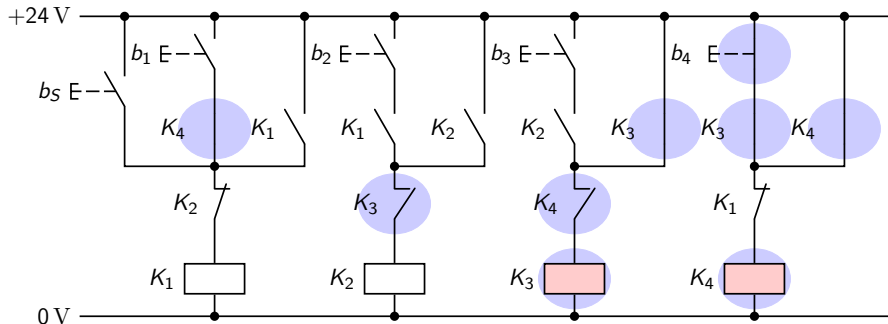 +24 V
b1 b2 b3 b4
bS
K4 K1 K1 K2 K2 K3 K3 K4
K2 K3 K4 K1
K1 K2 K3 K4
0 V